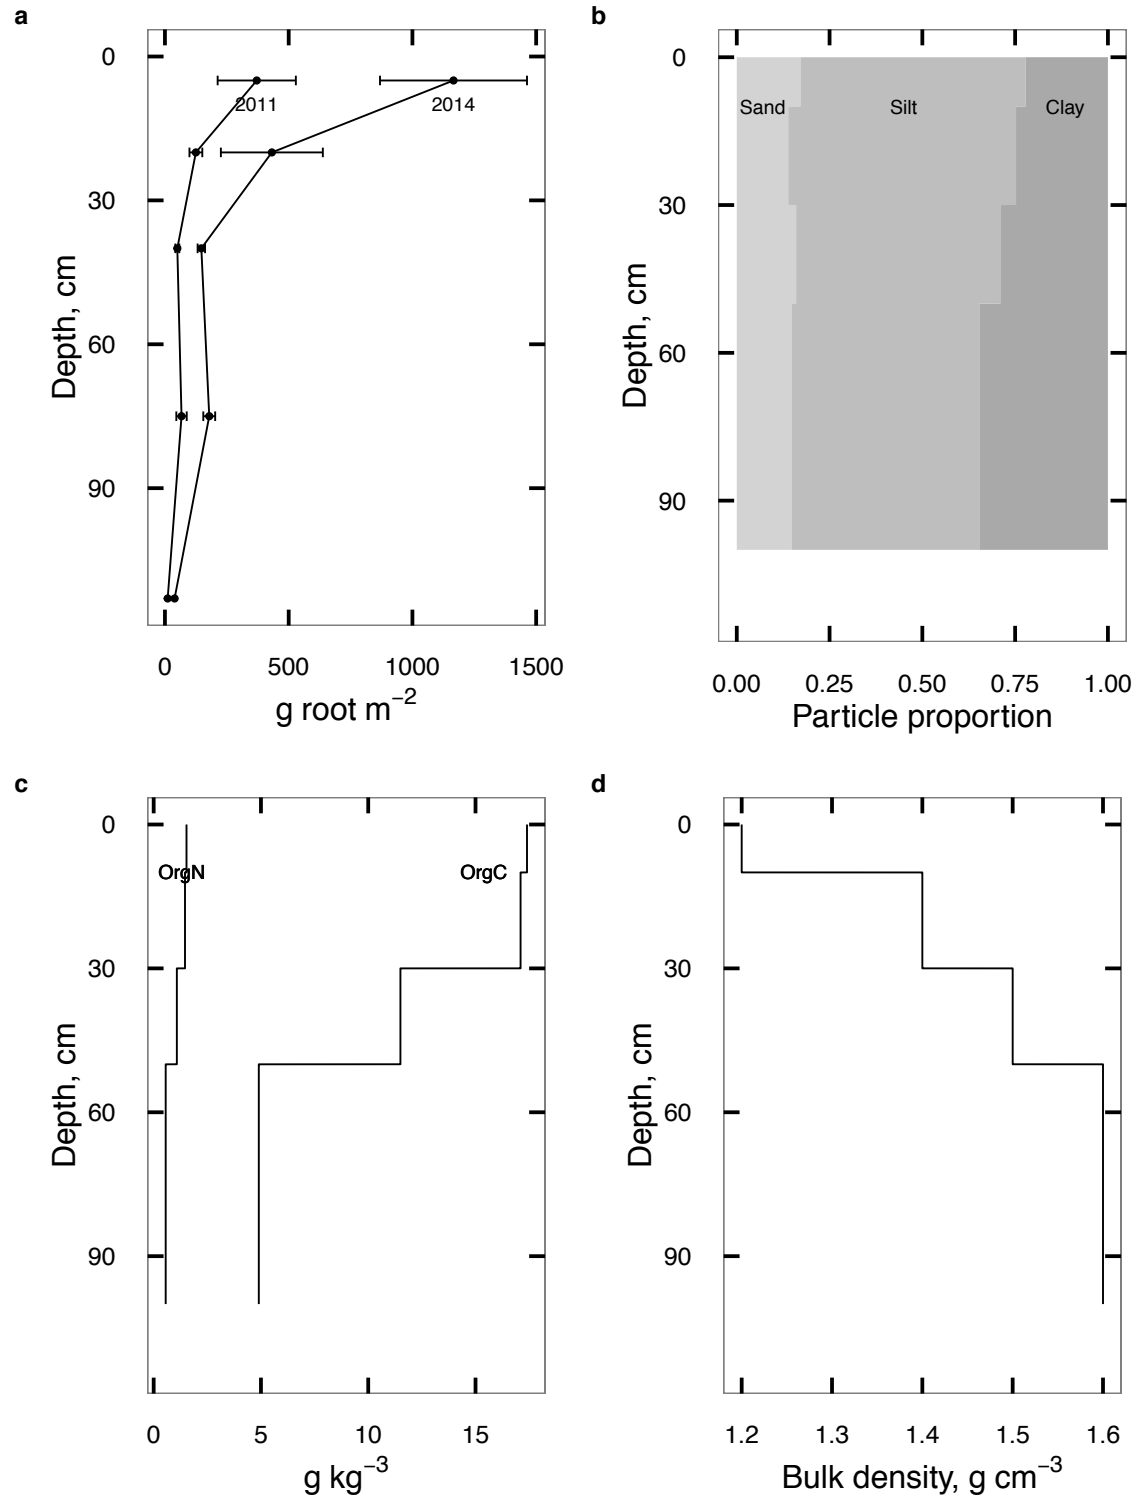 a
0
30
60
90
Depth, cm
2011
2014
0 500 1000 1500
g root m−2
b
0
30
60
90
Depth, cm
Sand Silt Clay
0.00 0.25 0.50 0.75 1.00
Particle proportion
c
0
30
60
90
Depth, cm
OrgN OrgC
0 5 10 15
g kg−3
d
0
30
60
90
Depth, cm
1.2 1.3 1.4 1.5 1.6
Bulk density, g cm−3